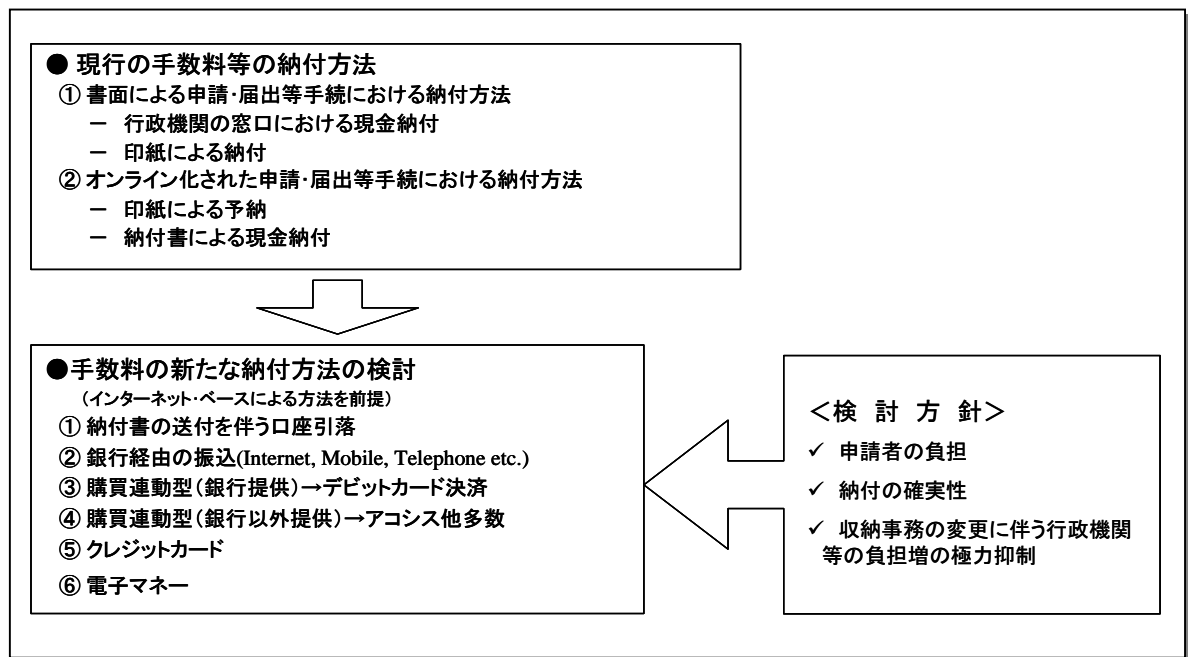 ● 現行の手数料等の納付方法
① 書面による申請・届出等手続における納付方法
－ 行政機関の窓口における現金納付
－ 印紙による納付
② オンライン化された申請・届出等手続における納付方法
－ 印紙による予納
－ 納付書による現金納付
●手数料の新たな納付方法の検討
（インターネット・ベースによる方法を前提）
① 納付書の送付を伴う口座引落
② 銀行経由の振込(Internet, Mobile, Telephone etc.)
③ 購買連動型（銀行提供）→デビットカード決済
④ 購買連動型（銀行以外提供）→アコシス他多数
⑤ クレジットカード
⑥ 電子マネー
＜検 討 方 針＞
✓ 申請者の負担
✓ 納付の確実性
✓ 収納事務の変更に伴う行政機関
等の負担増の極力抑制